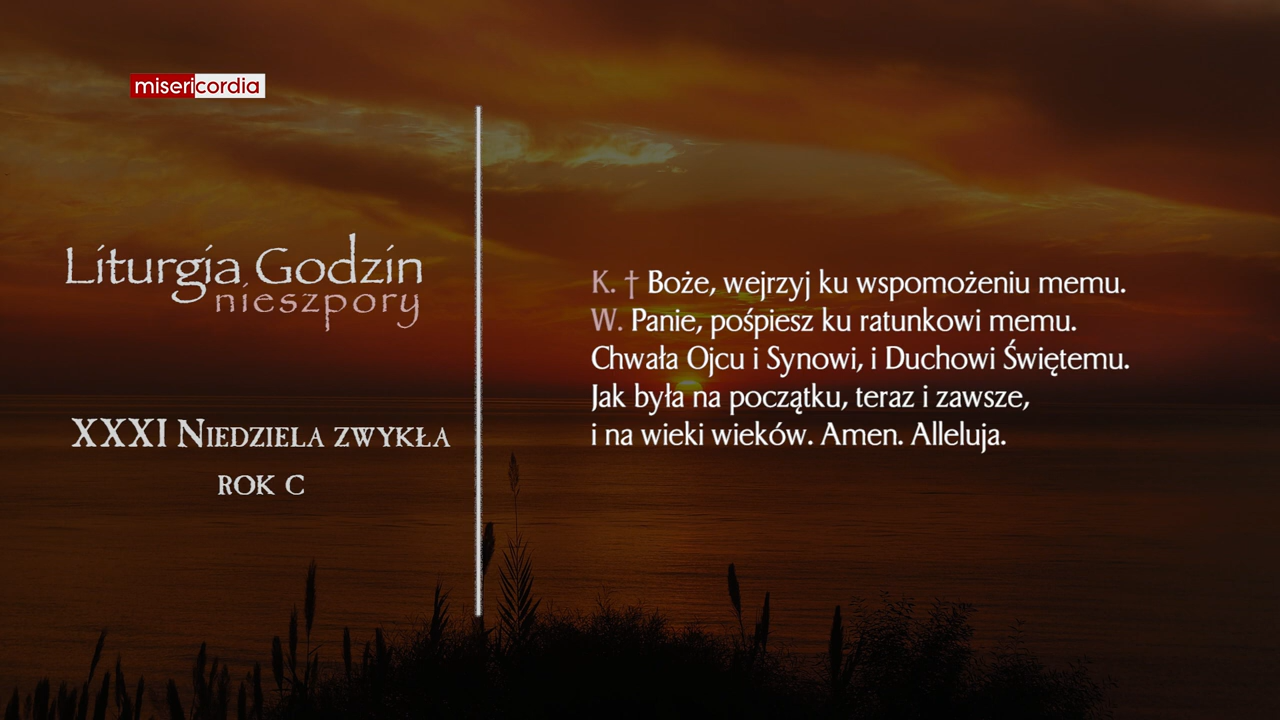 misericordia
Liturgia Godzin
nieszpory
XXXI Niedziela zwykła
rok C
K. † Boże, wejrzyj ku wspomożeniu memu.
W. Panie, pośpiesz ku ratunkowi memu.
Chwała Ojcu i Synowi, i Duchowi Świętemu.
Jak była na początku, teraz i zawsze,
i na wieki wieków. Amen. Alleluja.